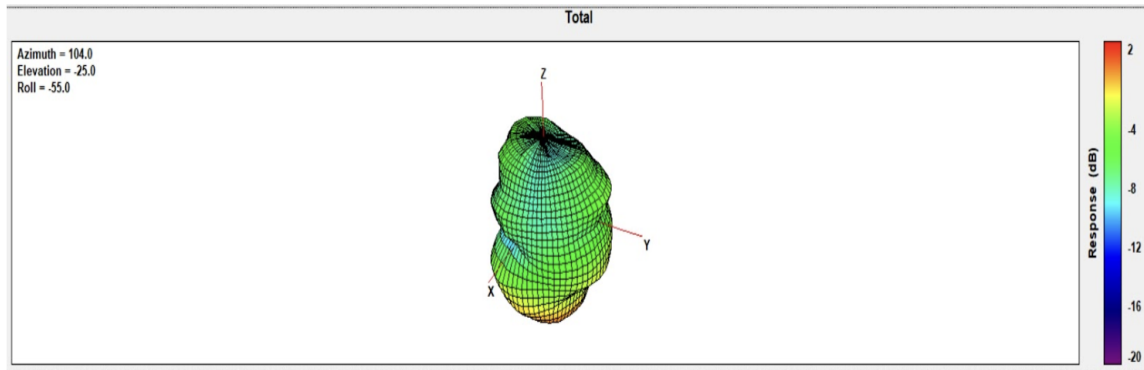 Total
Azimuth = 104.0
Elevation = -25.0
Roll = -55.0
Z
Y
X
2
-4
-8
-12
-16
-20
Response (dB)